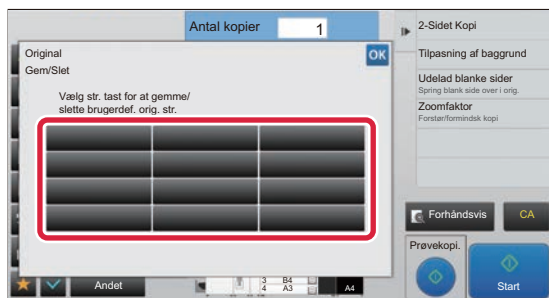 Antal kopier 1
Original
OK
Gem/Slet
Vælg str. tast for at gemme/
slette brugerdef. orig. str.
2-Sidet Kopi
Tilpasning af baggrund
Udelad blanke sider
Spring blank side over i orig.
Zoomfaktor
Forstør/formindsk kopi
Forhåndsvis
CA
Prøvekopi.
Start
Andet
3 B4
4 A3
A4